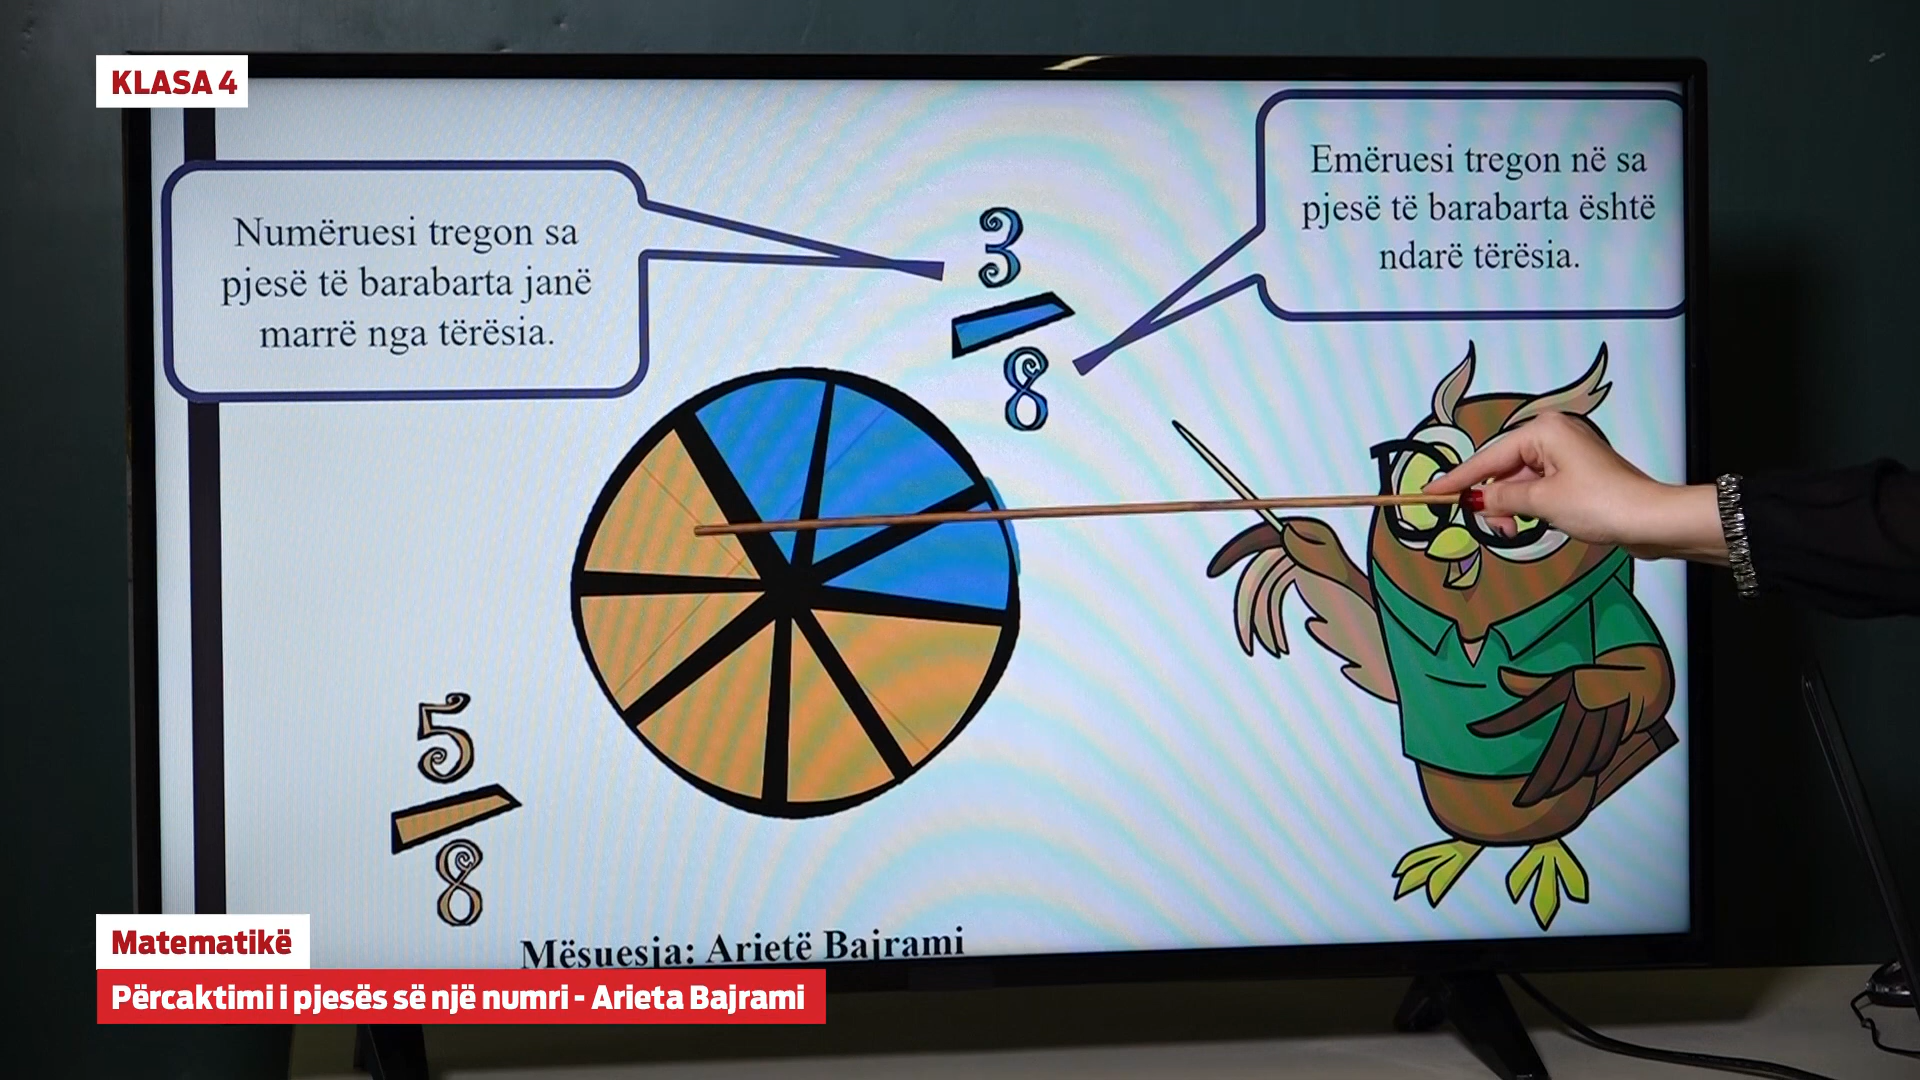 KLASA 4
Numëruesi tregon sa
pjesë të barabarta janë
marrë nga tërësia.
3
8
Emëruesi tregon në sa
pjesë të barabarta është
ndarë tërësia.
5
8
Mësuesja: Arietë Bajrami
Matematikë
Përcaktimi i pjesës së një numri - Arieta Bajrami